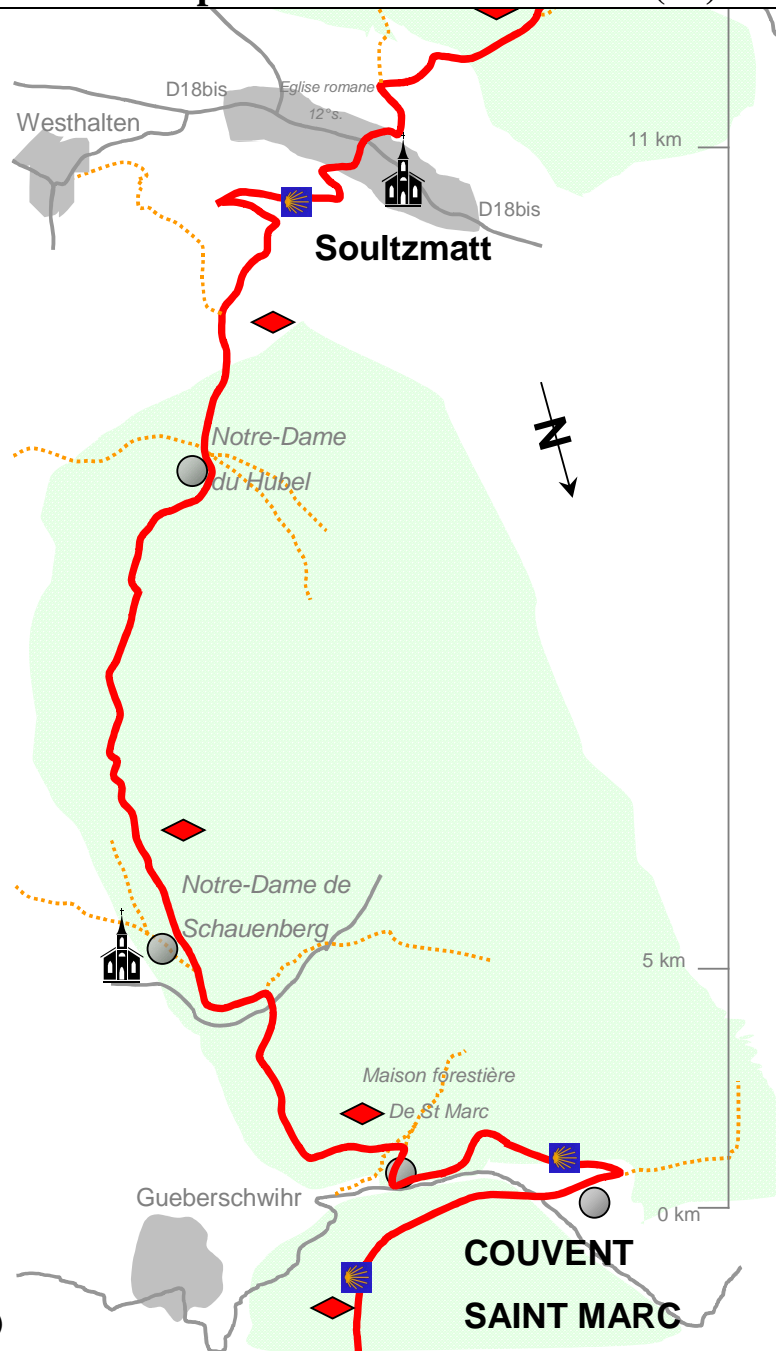 D18bis
Eglise romane
12°s.
Westhalten
11 km
D18bis
Soultzmatt
N
Notre-Dame
du Hubel
Notre-Dame de
Schauenberg
5 km
Maison forestière
De St Marc
Gueberschwihr
0 km
COUVENT
SAINT MARC